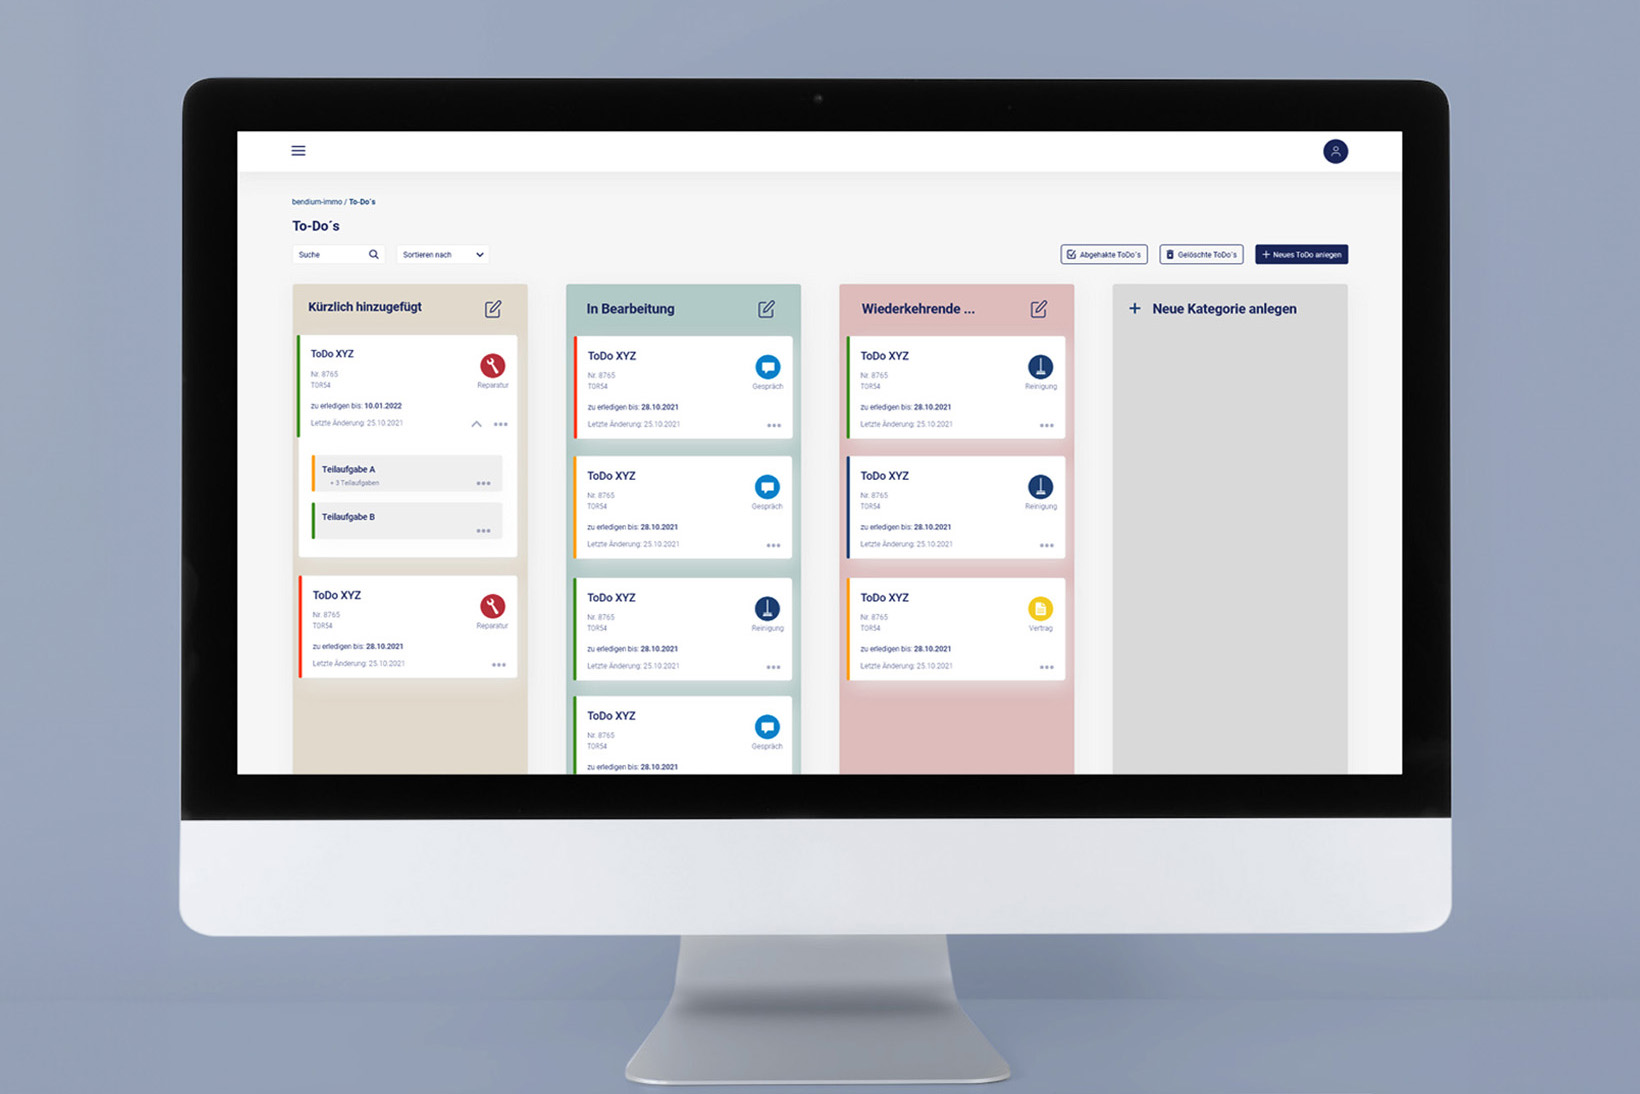 bendium-immo / To-Do´s
To-Do´s
Suche
Sortieren nach
Abgehakte ToDo´s
Gelöschte ToDo´s
+ Neues ToDo anlegen
Kürzlich hinzugefügt
ToDo XYZ
Nr. 8765
TOR54
Reparatur
zu erledigen bis: 10.01.2022
Letzte Änderung: 25.10.2021
Teilaufgabe A
+ 3 Teilaufgaben
Teilaufgabe B
ToDo XYZ
Nr. 8765
TOR54
Reparatur
zu erledigen bis: 28.10.2021
Letzte Änderung: 25.10.2021
In Bearbeitung
ToDo XYZ
Nr. 8765
TOR54
Gespräch
zu erledigen bis: 28.10.2021
Letzte Änderung: 25.10.2021
ToDo XYZ
Nr. 8765
TOR54
Gespräch
zu erledigen bis: 28.10.2021
Letzte Änderung: 25.10.2021
ToDo XYZ
Nr. 8765
TOR54
Reinigung
zu erledigen bis: 28.10.2021
Letzte Änderung: 25.10.2021
ToDo XYZ
Nr. 8765
TOR54
Gespräch
zu erledigen bis: 28.10.2021
Wiederkehrende ...
ToDo XYZ
Nr. 8765
TOR54
Reinigung
zu erledigen bis: 28.10.2021
Letzte Änderung: 25.10.2021
ToDo XYZ
Nr. 8765
TOR54
Reinigung
zu erledigen bis: 28.10.2021
Letzte Änderung: 25.10.2021
ToDo XYZ
Nr. 8765
TOR54
Vertrag
zu erledigen bis: 28.10.2021
Letzte Änderung: 25.10.2021
+ Neue Kategorie anlegen